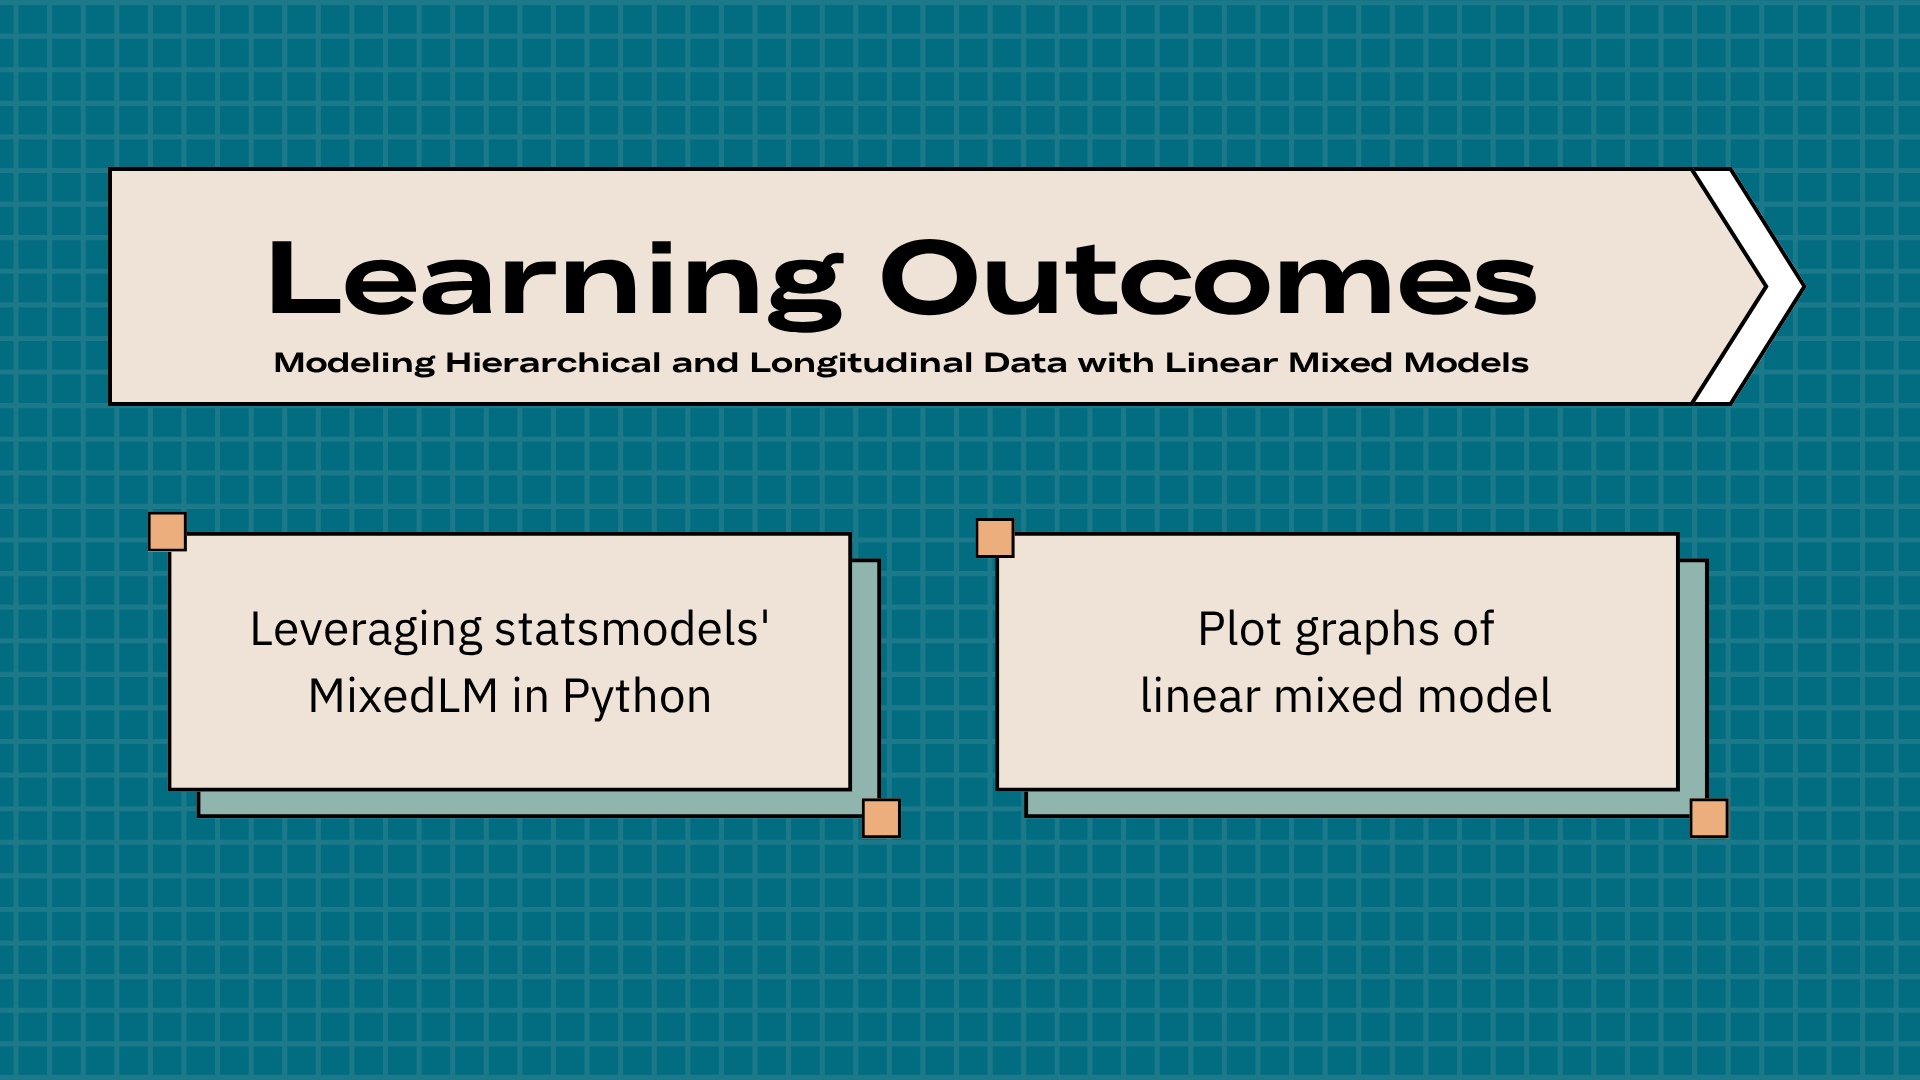 Learning Outcomes
Modeling Hierarchical and Longitudinal Data with Linear Mixed Models
Leveraging statsmodels'
MixedLM in Python
Plot graphs of
linear mixed model